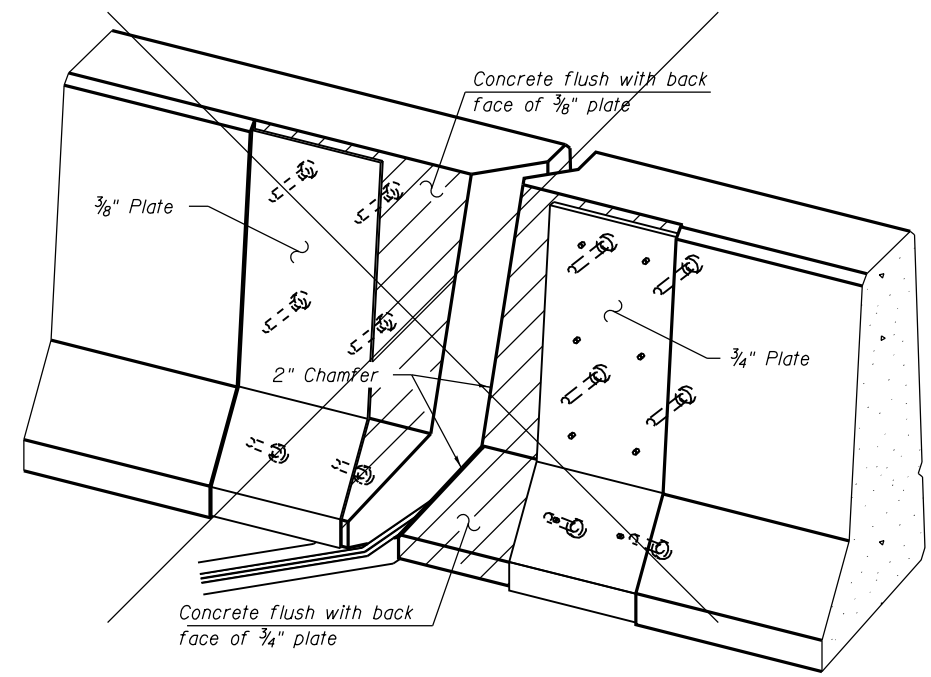 Concrete flush with back
face of 3/8" plate
3/8" Plate
3/4" Plate
2" Chamfer
Concrete flush with back
face of 3/4" plate